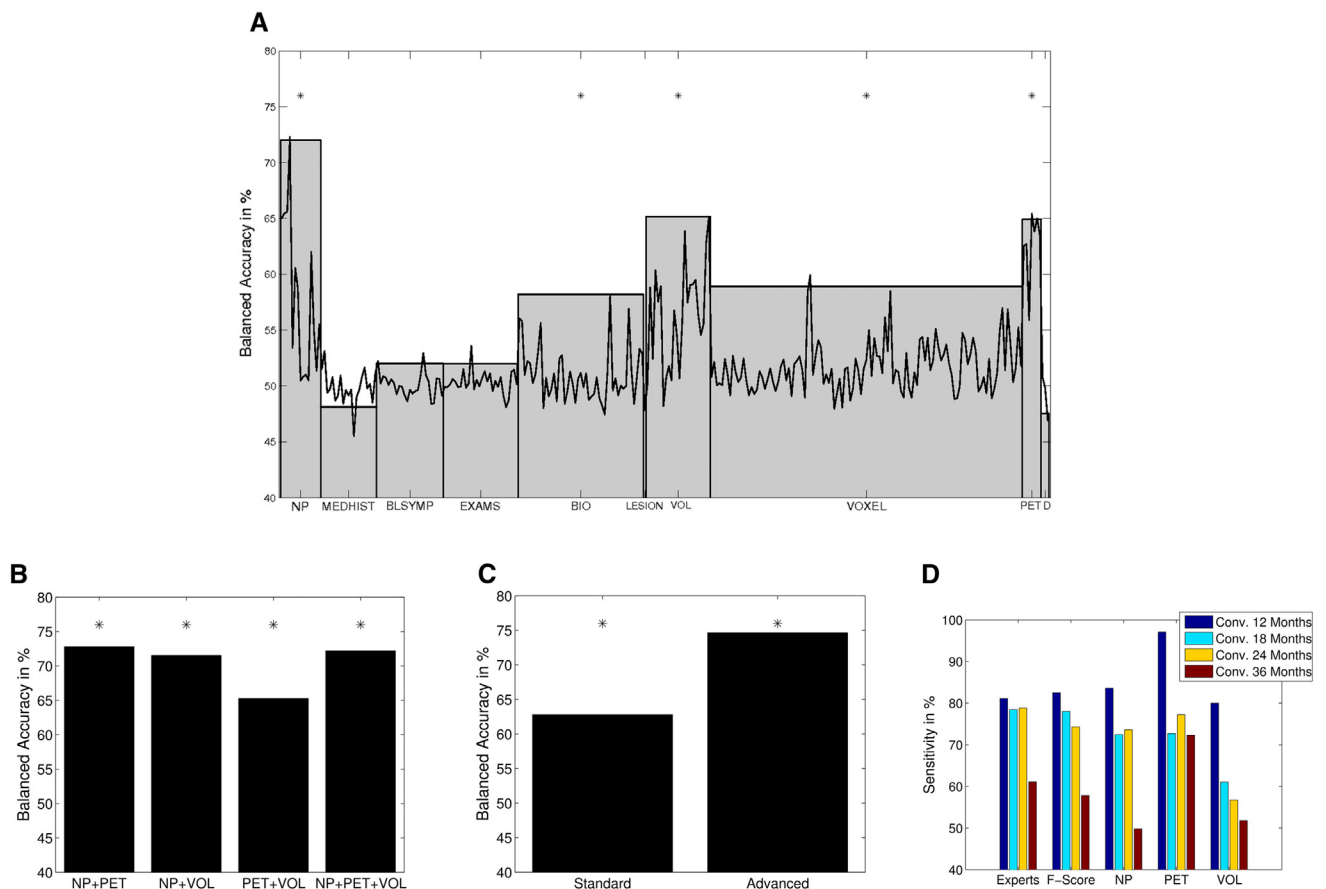 A
80
75
70
65
60
55
50
45
40
Balanced Accuracy in %
* * * * *
NP MEDHIST BLSYMP EXAMS BIO LESION VOL VOXEL PET D
B
80
75
70
65
60
55
50
45
40
Balanced Accuracy in %
* * * *
NP+PET NP+VOL PET+VOL NP+PET+VOL
C
80
75
70
65
60
55
50
45
40
Balanced Accuracy in %
* *
Standard Advanced
D
100
90
80
70
60
50
40
Sensitivity in %
Conv. 12 Months
Conv. 18 Months
Conv. 24 Months
Conv. 36 Months
Experts F-Score NP PET VOL